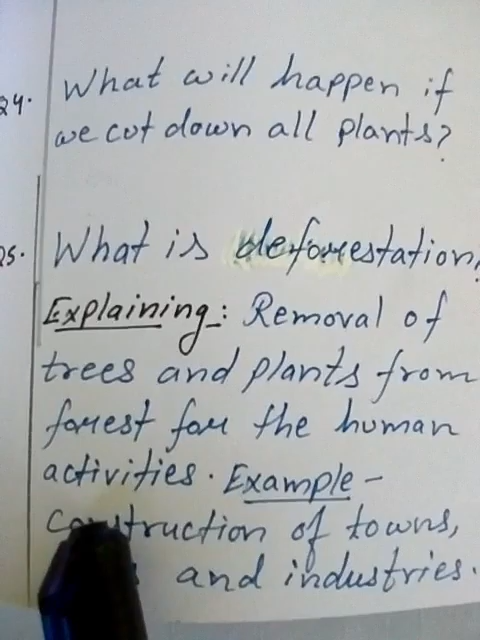 24. What will happen if
we cut down all plants?
25. What is deforestation?
Explaining: Removal of
trees and plants from
forest for the human
activities. Example -
Construction of towns,
and industries.